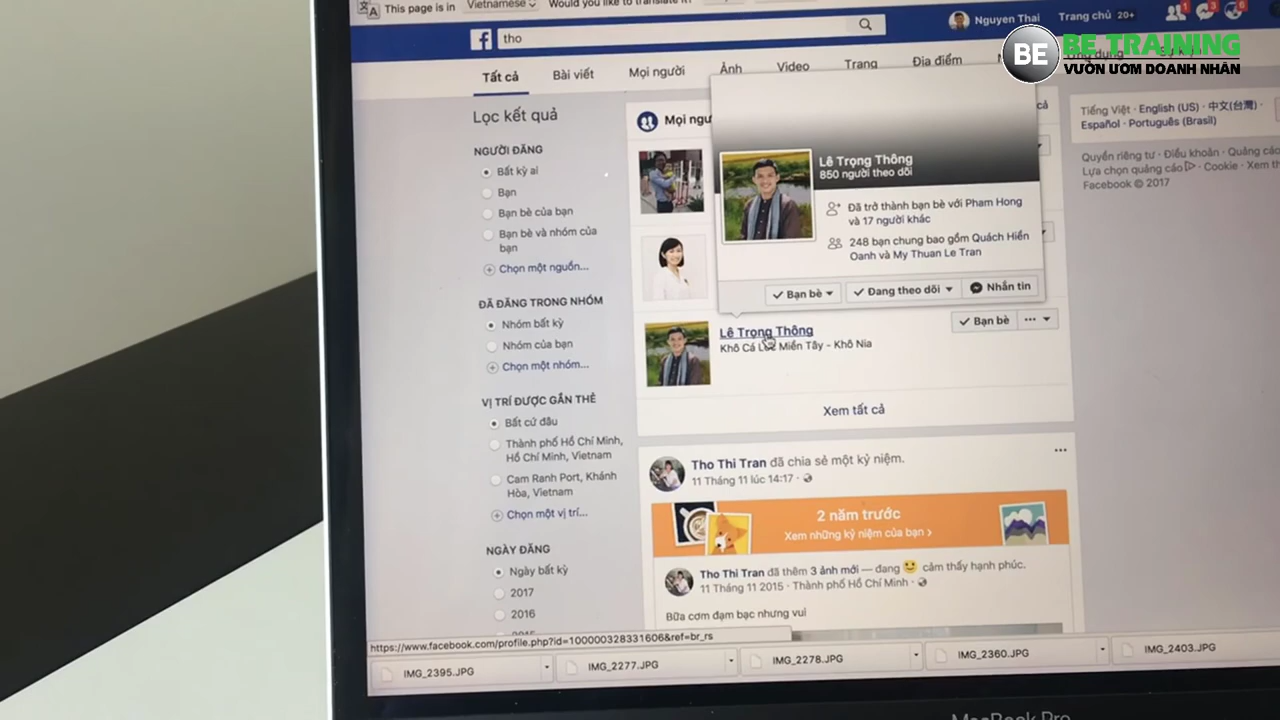 This page is in Vietnamese Would you like to translate it?
tho
Nguyen Thai
Trang chủ 20+
1
3
6
BE
BE TRAINING
VƯỜN ƯƠM DOANH NHÂN
Tất cả
Bài viết
Mọi người
Ảnh
Video
Trang
Địa điểm
Lọc kết quả
NGƯỜI ĐĂNG
Bất kỳ ai
Bạn
Bạn bè của bạn
Bạn bè và nhóm của
bạn
Chọn một nguồn...
ĐÃ ĐĂNG TRONG NHÓM
Nhóm bất kỳ
Nhóm của bạn
Chọn một nhóm...
VỊ TRÍ ĐƯỢC GẮN THẺ
Bất cứ đâu
Thành phố Hồ Chí Minh,
Hồ Chí Minh, Vietnam
Cam Ranh Port, Khánh
Hòa, Vietnam
Chọn một vị trí...
NGÀY ĐĂNG
Ngày bất kỳ
2017
2016
2015
Mọi ngư
Lê Trọng Thông
850 người theo dõi
Đã trở thành bạn bè với Pham Hong
và 17 người khác
248 bạn chung bao gồm Quách Hiền
Oanh và My Thuan Le Tran
Bạn bè
Đang theo dõi
Nhắn tin
Lê Trọng Thông
Khô Cá Lóc Miền Tây - Khô Nia
Bạn bè
Xem tất cả
Tho Thi Tran đã chia sẻ một kỷ niệm.
11 Tháng 11 lúc 14:17 ·
2 năm trước
Xem những kỷ niệm của bạn ›
Tho Thi Tran đã thêm 3 ảnh mới — đang cảm thấy hạnh phúc.
11 Tháng 11 2015 · Thành phố Hồ Chí Minh ·
Bữa cơm đạm bạc nhưng vui
Tiếng Việt · English (US) · 中文(台灣) ·
Español · Português (Brasil)
Quyền riêng tư · Điều khoản · Quảng cáo
Lựa chọn quảng cáo · Cookie · Xem th
Facebook © 2017
https://www.facebook.com/profile.php?id=100000328331606&ref=br_rs
IMG_2395.JPG
IMG_2277.JPG
IMG_2278.JPG
IMG_2360.JPG
IMG_2403.JPG
MacBook Pro